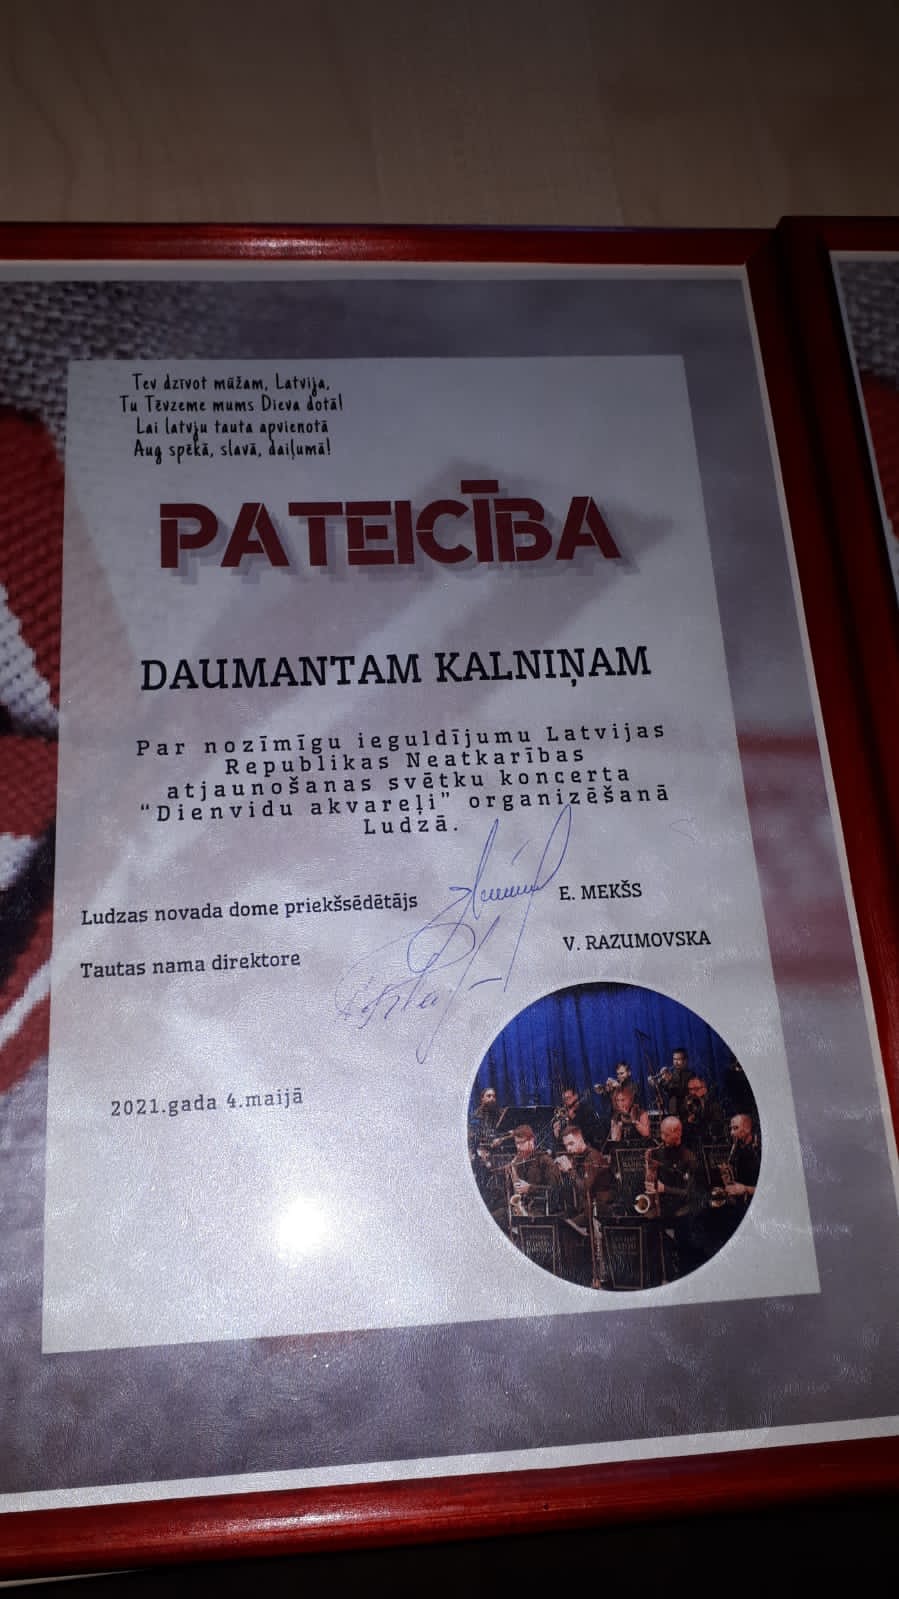 Tev dzīvot mūžam, Latvija,
Tu Tēvzeme mums Dieva dotā!
Lai latvju tauta apvienotā
Aug spēkā, slavā, daiļumā!
PATEICĪBA
DAUMANTAM KALNIŅAM
Par nozīmīgu ieguldījumu Latvijas
Republikas Neatkarības
atjaunošanas svētku koncerta
“Dienvidu akvareļi” organizēšanā
Ludzā.
Ludzas novada dome priekšsēdētājs
E. MEKŠS
Tautas nama direktore
V. RAZUMOVSKA
2021.gada 4.maijā